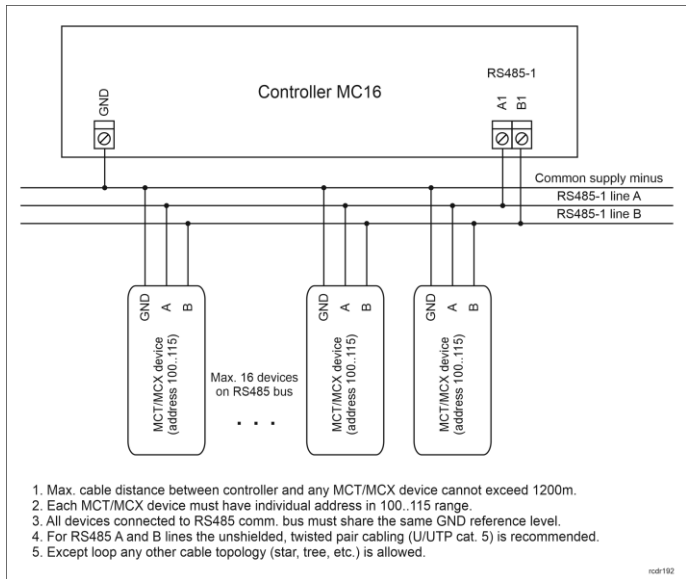 Controller MC16
RS485-1
GND
A1
B1
Common supply minus
RS485-1 line A
RS485-1 line B
GND
A
B
MCT/MCX device
(address 100..115)
Max. 16 devices
on RS485 bus
. . .
GND
A
B
MCT/MCX device
(address 100..115)
GND
A
B
MCT/MCX device
(address 100..115)
1. Max. cable distance between controller and any MCT/MCX device cannot exceed 1200m.
2. Each MCT/MCX device must have individual address in 100..115 range.
3. All devices connected to RS485 comm. bus must share the same GND reference level.
4. For RS485 A and B lines the unshielded, twisted pair cabling (U/UTP cat. 5) is recommended.
5. Except loop any other cable topology (star, tree, etc.) is allowed.
rcdr192